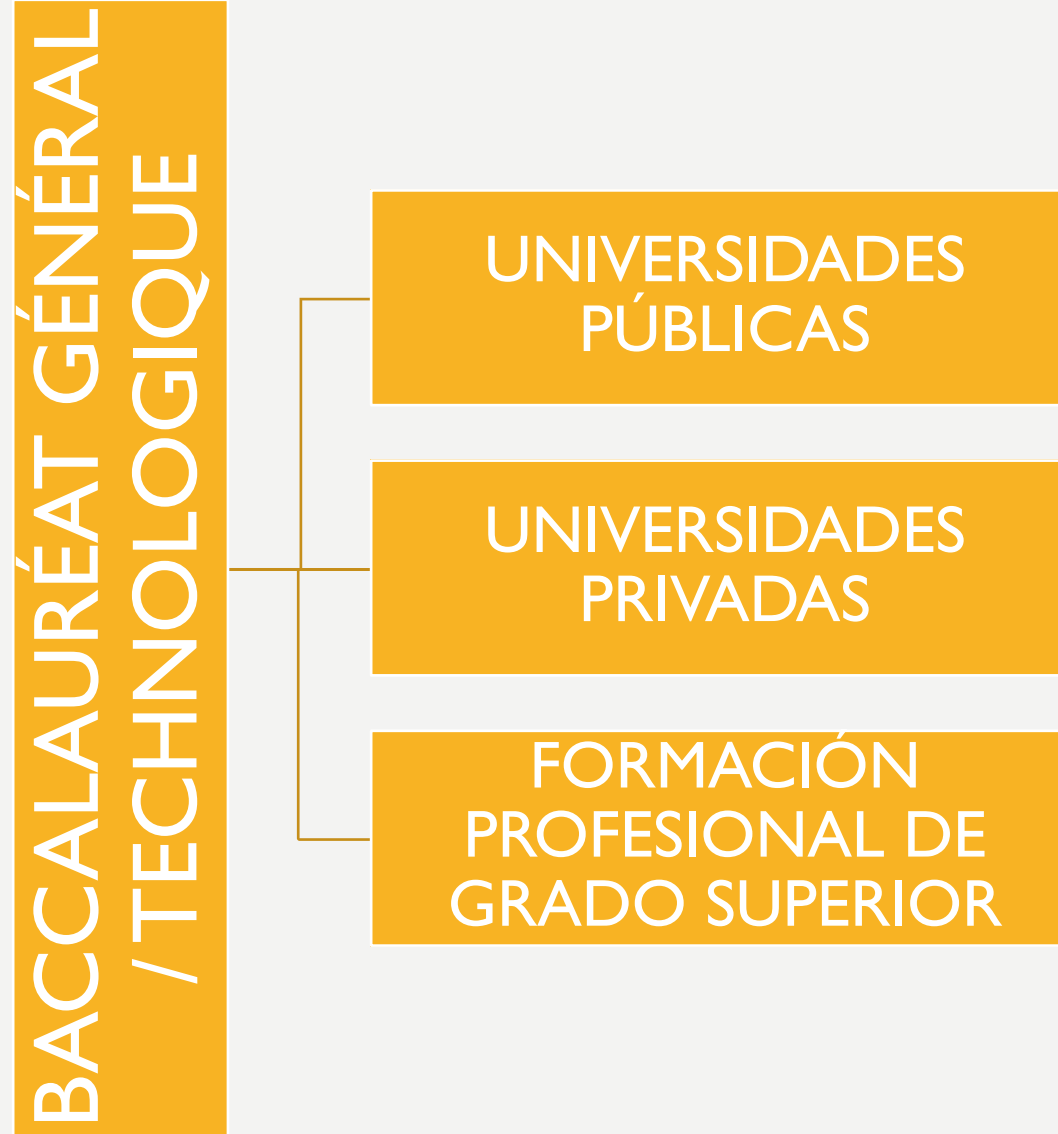 BACCALAURÉAT GÉNÉRAL
/ TECHNOLOGIQUE
UNIVERSIDADES
PÚBLICAS
UNIVERSIDADES
PRIVADAS
FORMACIÓN
PROFESIONAL DE
GRADO SUPERIOR